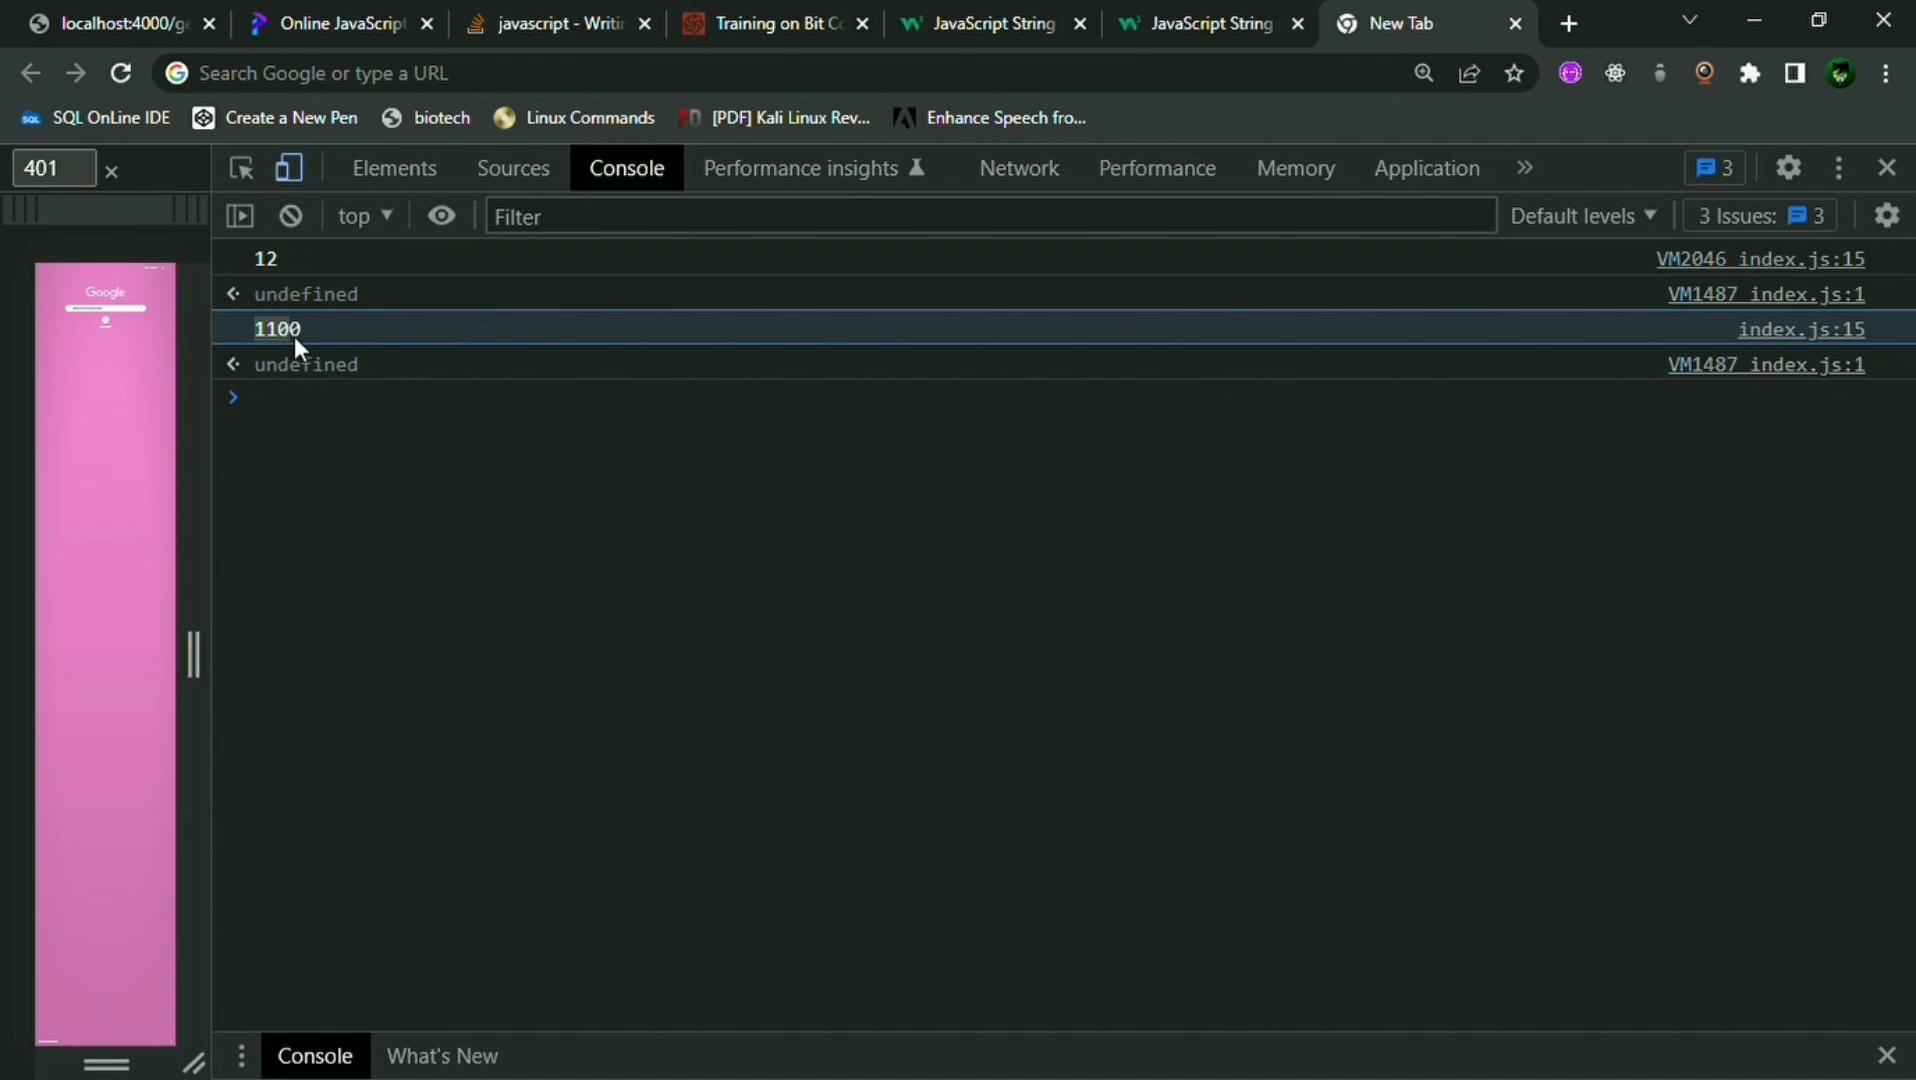 localhost:4000/ge
Online JavaScript
javascript - Writin
Training on Bit Co
JavaScript String
JavaScript String
New Tab
Search Google or type a URL
SQL OnLine IDE
Create a New Pen
biotech
Linux Commands
[PDF] Kali Linux Rev...
Enhance Speech fro...
401
Elements
Sources
Console
Performance insights
Network
Performance
Memory
Application
3
top
Filter
Default levels
3 Issues: 3
12 VM2046 index.js:15
undefined VM1487 index.js:1
1100 index.js:15
undefined VM1487 index.js:1
Google
Console
What's New